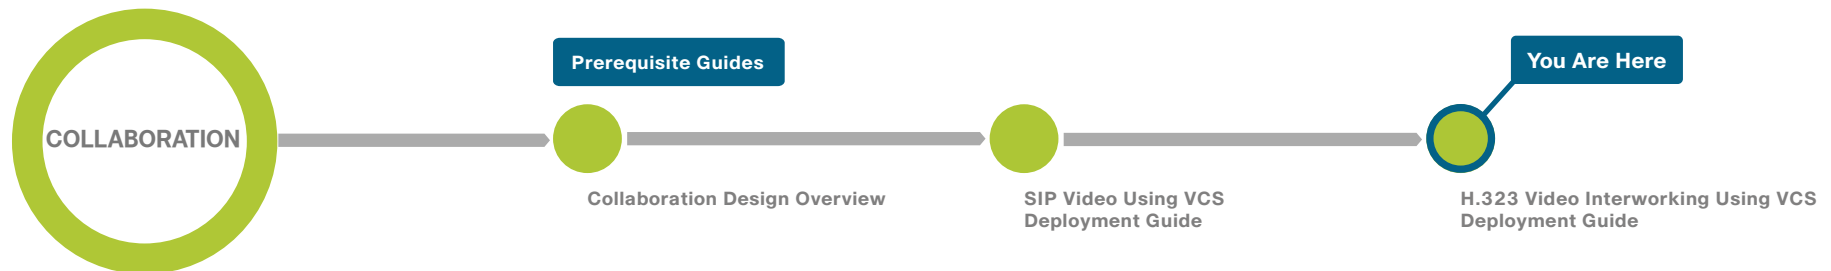 COLLABORATION
Prerequisite Guides
You Are Here
Collaboration Design Overview
SIP Video Using VCS
Deployment Guide
H.323 Video Interworking Using VCS
Deployment Guide